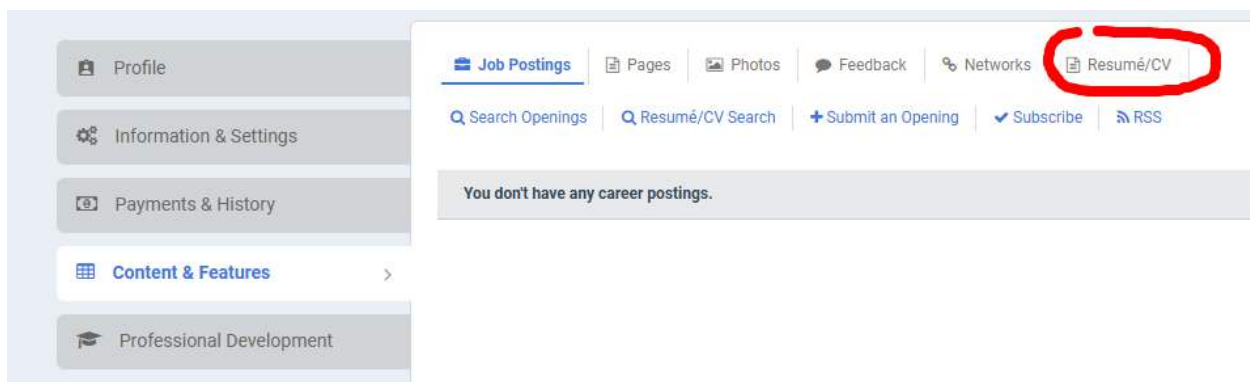 Profile
Information & Settings
Payments & History
Content & Features
Professional Development
Job Postings Pages Photos Feedback Networks Resumé/CV
Search Openings Resumé/CV Search Submit an Opening Subscribe RSS
You don't have any career postings.